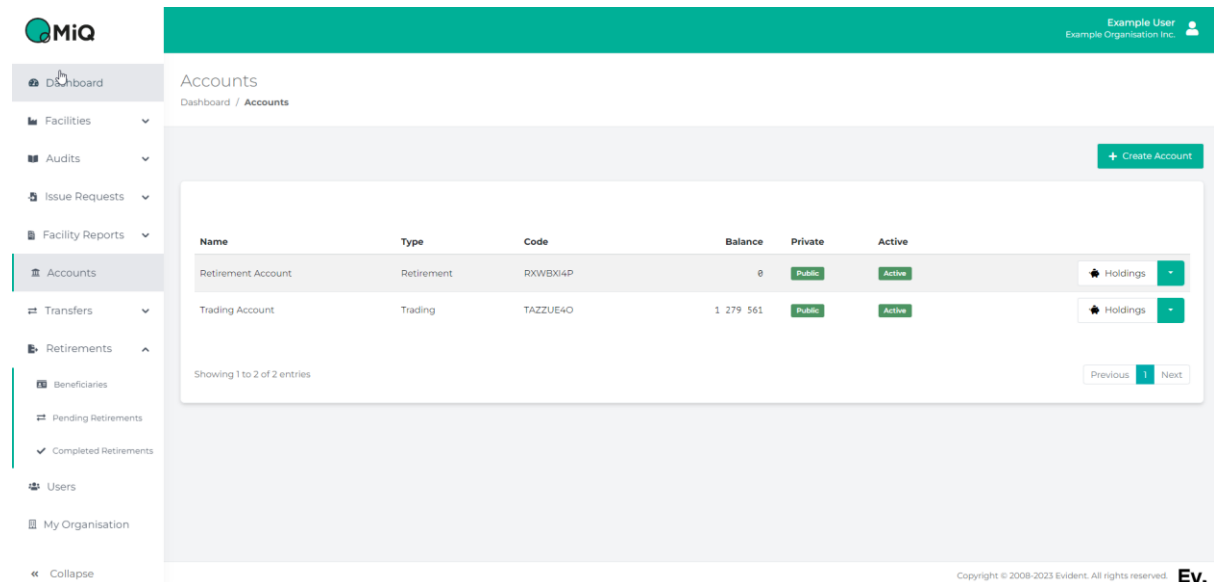 MiQ
Example User
Example Organisation Inc.
Dashboard
Facilities
Audits
Issue Requests
Facility Reports
Accounts
Transfers
Retirements
Beneficiaries
Pending Retirements
Completed Retirements
Users
My Organisation
Collapse
Accounts
Dashboard / Accounts
+ Create Account
Name Type Code Balance Private Active
Retirement Account Retirement RXWBXI4P 0 Public Active Holdings
Trading Account Trading TAZZUE4O 1 279 561 Public Active Holdings
Showing 1 to 2 of 2 entries
Previous 1 Next
Copyright © 2008-2023 Evident. All rights reserved. Ev.